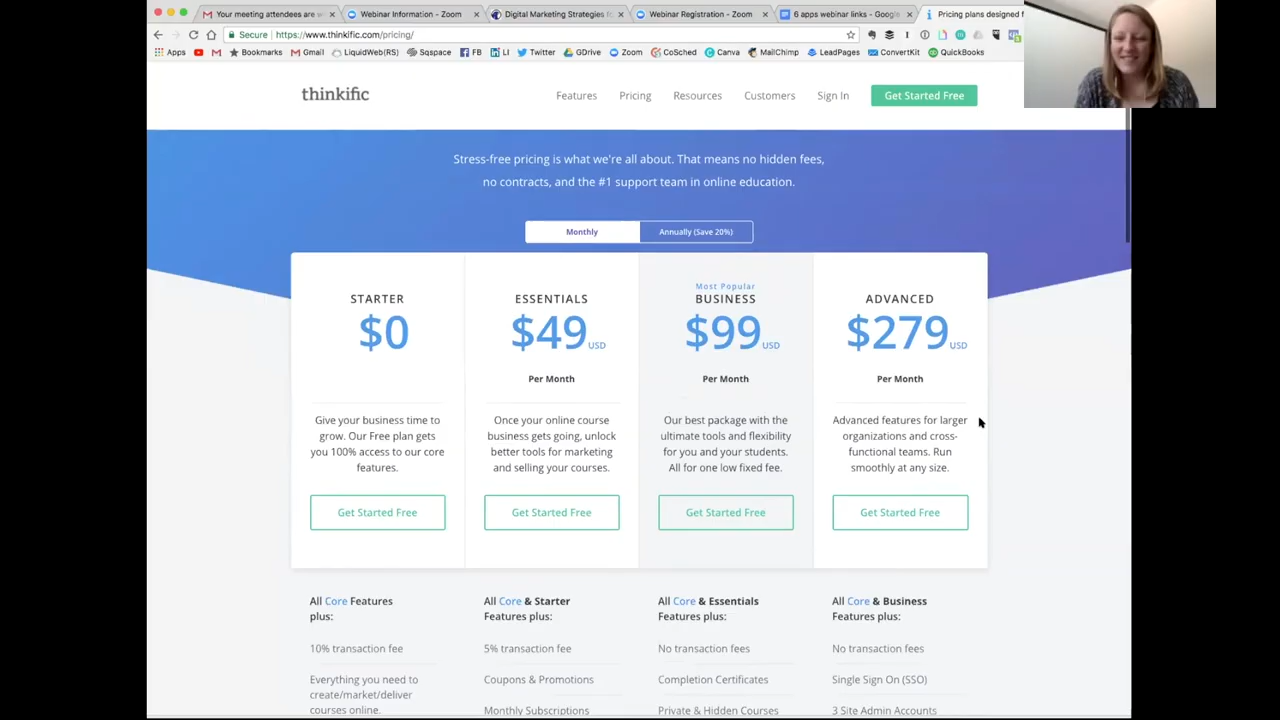 Your meeting attendees are w
Webinar Information - Zoom
Digital Marketing Strategies fo
Webinar Registration - Zoom
6 apps webinar links - Google
Pricing plans designed f
Secure
https://www.thinkific.com/pricing/
Apps
Bookmarks
Gmail
LiquidWeb(RS)
Sqspace
FB
LI
Twitter
GDrive
Zoom
CoSched
Canva
MailChimp
LeadPages
ConvertKit
QuickBooks
thinkific
Features
Pricing
Resources
Customers
Sign In
Get Started Free
Stress-free pricing is what we're all about. That means no hidden fees,
no contracts, and the #1 support team in online education.
Monthly
Annually (Save 20%)
STARTER
$0
Give your business time to
grow. Our Free plan gets
you 100% access to our core
features.
Get Started Free
All Core Features
plus:
10% transaction fee
Everything you need to
create/market/deliver
courses online.
ESSENTIALS
$49 USD
Per Month
Once your online course
business gets going, unlock
better tools for marketing
and selling your courses.
Get Started Free
All Core & Starter
Features plus:
5% transaction fee
Coupons & Promotions
Monthly Subscriptions
Most Popular
BUSINESS
$99 USD
Per Month
Our best package with the
ultimate tools and flexibility
for you and your students.
All for one low fixed fee.
Get Started Free
All Core & Essentials
Features plus:
No transaction fees
Completion Certificates
Private & Hidden Courses
ADVANCED
$279 USD
Per Month
Advanced features for larger
organizations and cross-
functional teams. Run
smoothly at any size.
Get Started Free
All Core & Business
Features plus:
No transaction fees
Single Sign On (SSO)
3 Site Admin Accounts